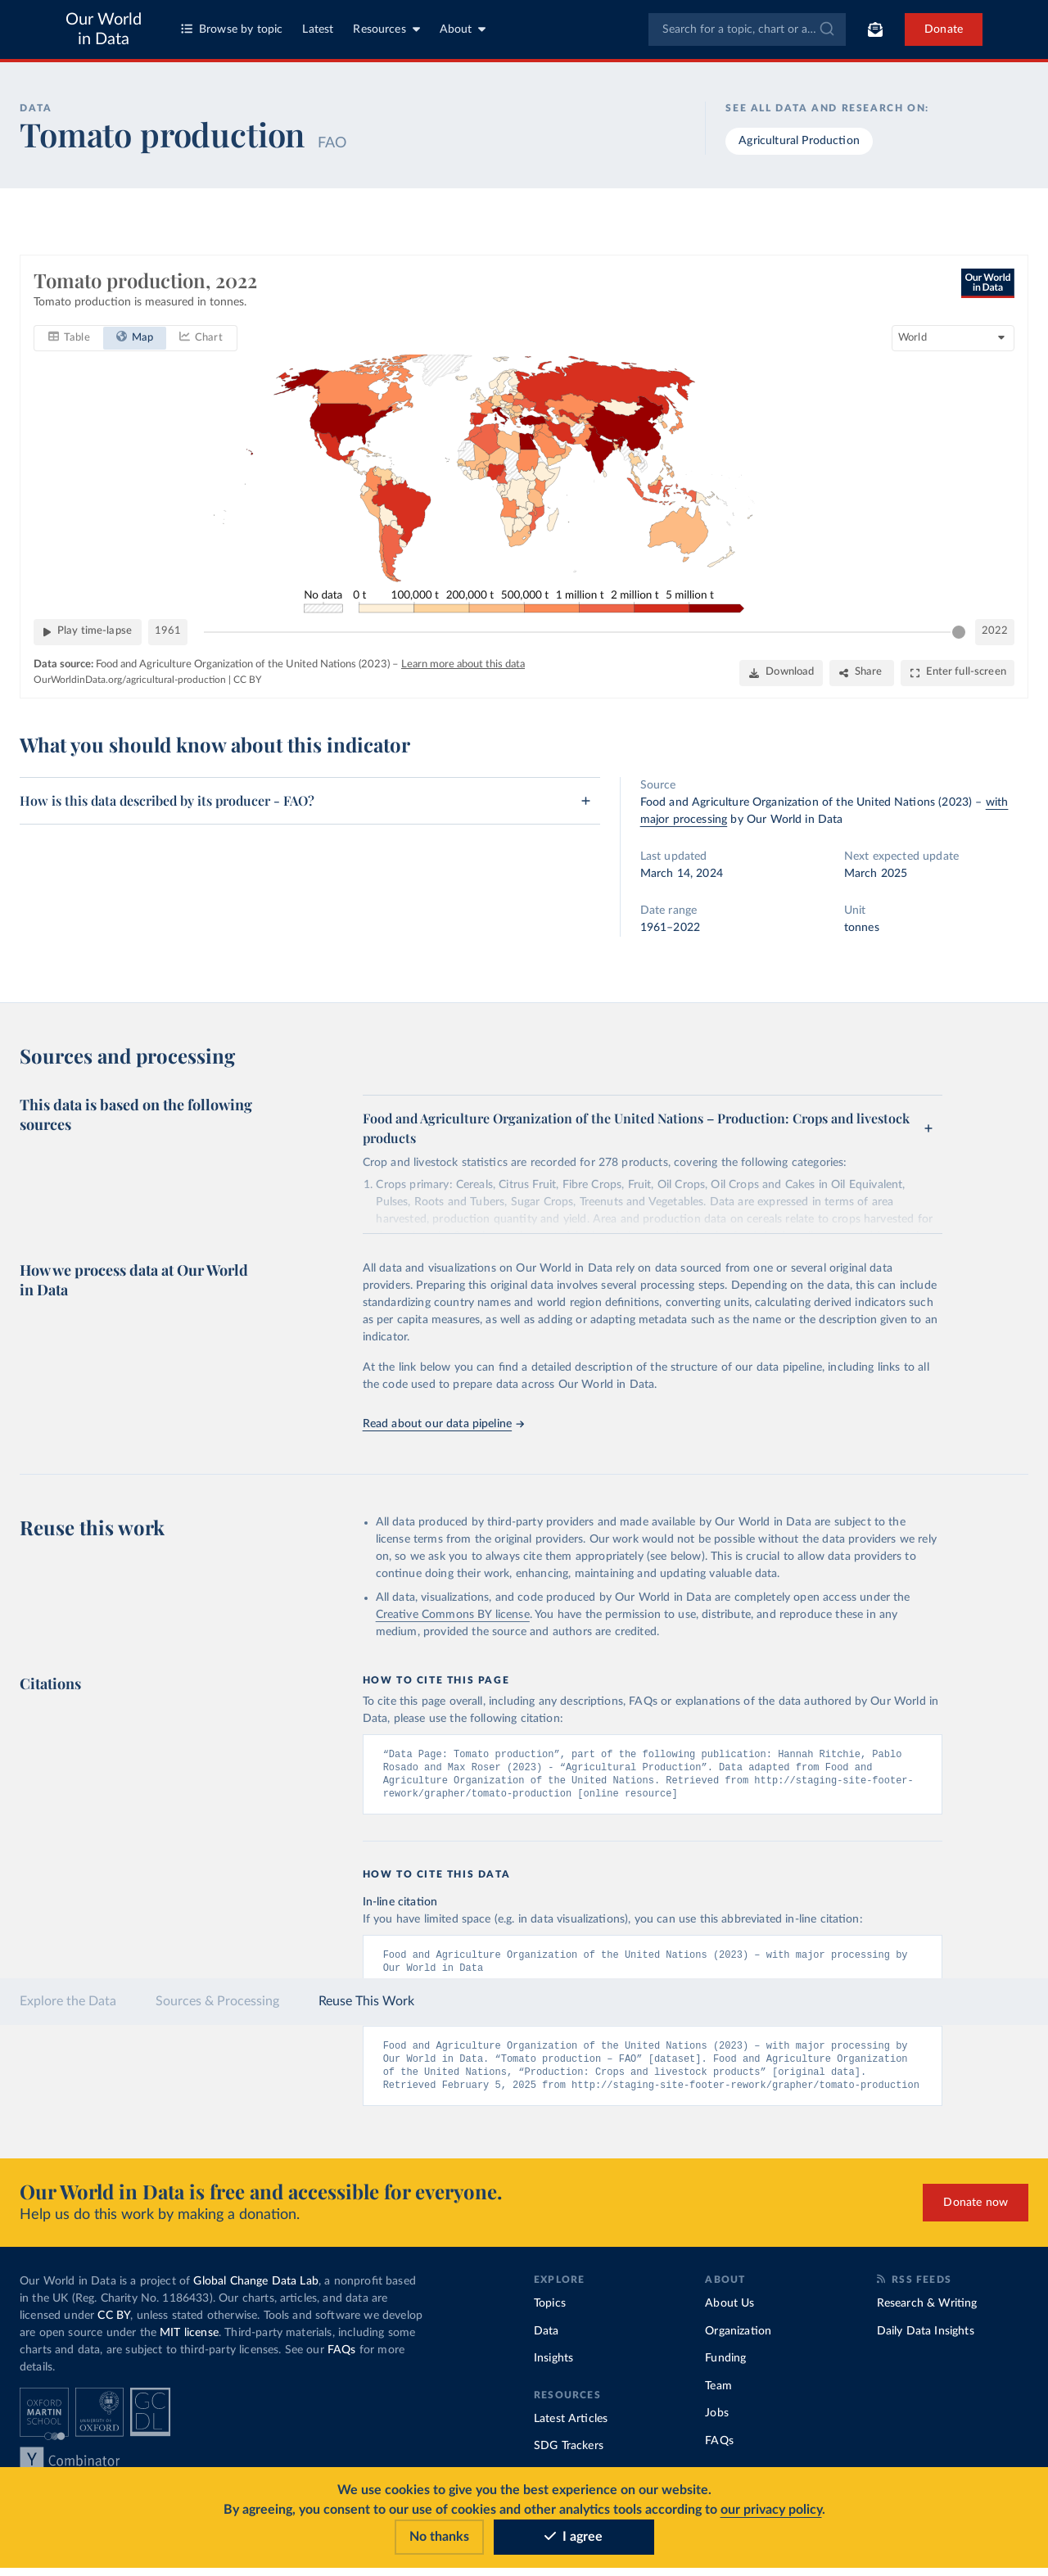 Our World
in Data
Browse by topic
Latest
Resources
About
Search for a topic, chart or a...
Donate
DATA
Tomato production FAO
SEE ALL DATA AND RESEARCH ON:
Agricultural Production
Tomato production, 2022
Tomato production is measured in tonnes.
Our World
in Data
Table
Map
Chart
World
No data
0 t
100,000 t
200,000 t
500,000 t
1 million t
2 million t
5 million t
Play time-lapse
1961
2022
Data source: Food and Agriculture Organization of the United Nations (2023) – Learn more about this data
OurWorldinData.org/agricultural-production | CC BY
Download
Share
Enter full-screen
What you should know about this indicator
How is this data described by its producer - FAO?
Source
Food and Agriculture Organization of the United Nations (2023) – with
major processing by Our World in Data
Last updated
March 14, 2024
Next expected update
March 2025
Date range
1961–2022
Unit
tonnes
Sources and processing
This data is based on the following
sources
Food and Agriculture Organization of the United Nations – Production: Crops and livestock
products
Crop and livestock statistics are recorded for 278 products, covering the following categories:
1. Crops primary: Cereals, Citrus Fruit, Fibre Crops, Fruit, Oil Crops, Oil Crops and Cakes in Oil Equivalent,
Pulses, Roots and Tubers, Sugar Crops, Treenuts and Vegetables. Data are expressed in terms of area
harvested, production quantity and yield. Area and production data on cereals relate to crops harvested for
How we process data at Our World
in Data
All data and visualizations on Our World in Data rely on data sourced from one or several original data
providers. Preparing this original data involves several processing steps. Depending on the data, this can include
standardizing country names and world region definitions, converting units, calculating derived indicators such
as per capita measures, as well as adding or adapting metadata such as the name or the description given to an
indicator.
At the link below you can find a detailed description of the structure of our data pipeline, including links to all
the code used to prepare data across Our World in Data.
Read about our data pipeline →
Reuse this work
• All data produced by third-party providers and made available by Our World in Data are subject to the
license terms from the original providers. Our work would not be possible without the data providers we rely
on, so we ask you to always cite them appropriately (see below). This is crucial to allow data providers to
continue doing their work, enhancing, maintaining and updating valuable data.
• All data, visualizations, and code produced by Our World in Data are completely open access under the
Creative Commons BY license. You have the permission to use, distribute, and reproduce these in any
medium, provided the source and authors are credited.
Citations
HOW TO CITE THIS PAGE
To cite this page overall, including any descriptions, FAQs or explanations of the data authored by Our World in
Data, please use the following citation:
“Data Page: Tomato production”, part of the following publication: Hannah Ritchie, Pablo
Rosado and Max Roser (2023) - “Agricultural Production”. Data adapted from Food and
Agriculture Organization of the United Nations. Retrieved from http://staging-site-footer-
rework/grapher/tomato-production [online resource]
HOW TO CITE THIS DATA
In-line citation
If you have limited space (e.g. in data visualizations), you can use this abbreviated in-line citation:
Food and Agriculture Organization of the United Nations (2023) – with major processing by
Our World in Data
Explore the Data
Sources & Processing
Reuse This Work
Food and Agriculture Organization of the United Nations (2023) – with major processing by
Our World in Data. “Tomato production – FAO” [dataset]. Food and Agriculture Organization
of the United Nations, “Production: Crops and livestock products” [original data].
Retrieved February 5, 2025 from http://staging-site-footer-rework/grapher/tomato-production
Our World in Data is free and accessible for everyone.
Help us do this work by making a donation.
Donate now
Our World in Data is a project of Global Change Data Lab, a nonprofit based
in the UK (Reg. Charity No. 1186433). Our charts, articles, and data are
licensed under CC BY, unless stated otherwise. Tools and software we develop
are open source under the MIT license. Third-party materials, including some
charts and data, are subject to third-party licenses. See our FAQs for more
details.
OXFORD
MARTIN
SCHOOL
UNIVERSITY OF
OXFORD
GC
DL
Y Combinator
EXPLORE
Topics
Data
Insights
RESOURCES
Latest Articles
SDG Trackers
ABOUT
About Us
Organization
Funding
Team
Jobs
FAQs
RSS FEEDS
Research & Writing
Daily Data Insights
We use cookies to give you the best experience on our website.
By agreeing, you consent to our use of cookies and other analytics tools according to our privacy policy.
No thanks
I agree